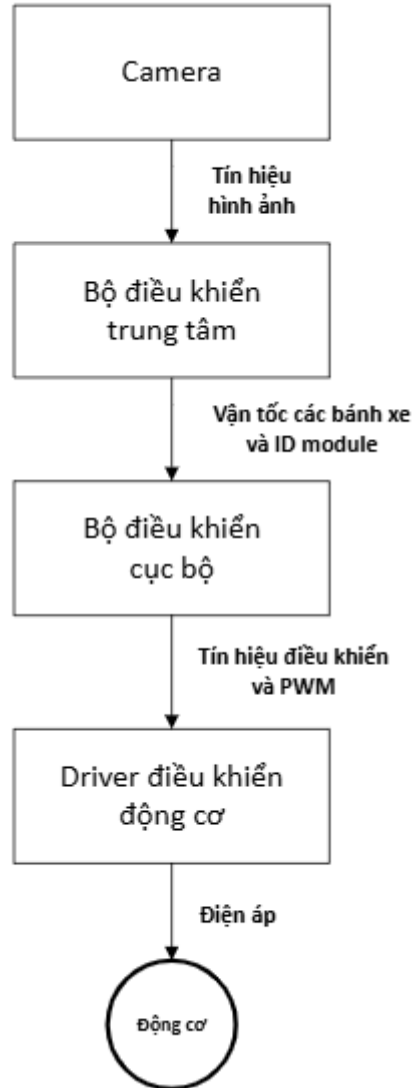 Camera
Tín hiệu
hình ảnh
Bộ điều khiển
trung tâm
Vận tốc các bánh xe
và ID module
Bộ điều khiển
cục bộ
Tín hiệu điều khiển
và PWM
Driver điều khiển
động cơ
Điện áp
Động cơ